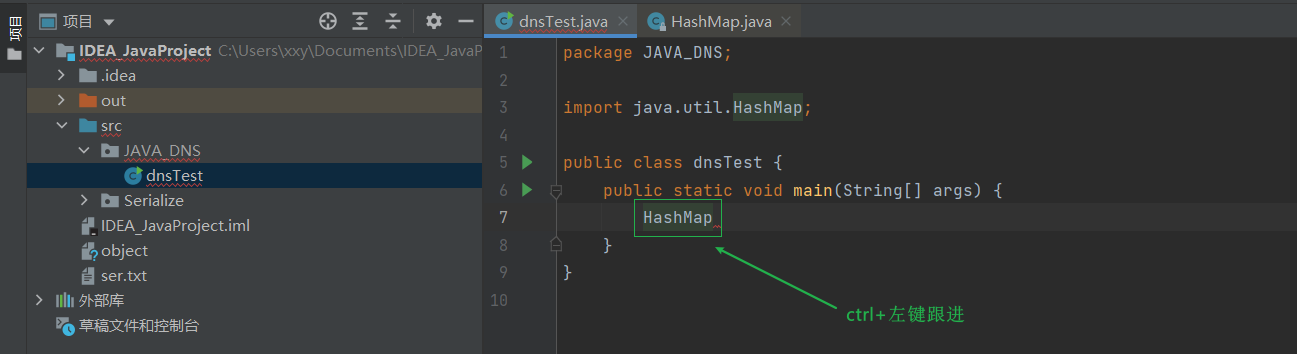 项目
项目
IDEA_JavaProject C:\Users\xxy\Documents\IDEA_JavaP
.idea
out
src
JAVA_DNS
dnsTest
Serialize
IDEA_JavaProject.iml
object
ser.txt
外部库
草稿文件和控制台
dnsTest.java
HashMap.java
1 package JAVA_DNS;
2
3 import java.util.HashMap;
4
5 public class dnsTest {
6 public static void main(String[] args) {
7 HashMap
8 }
9 }
10
ctrl+左键跟进